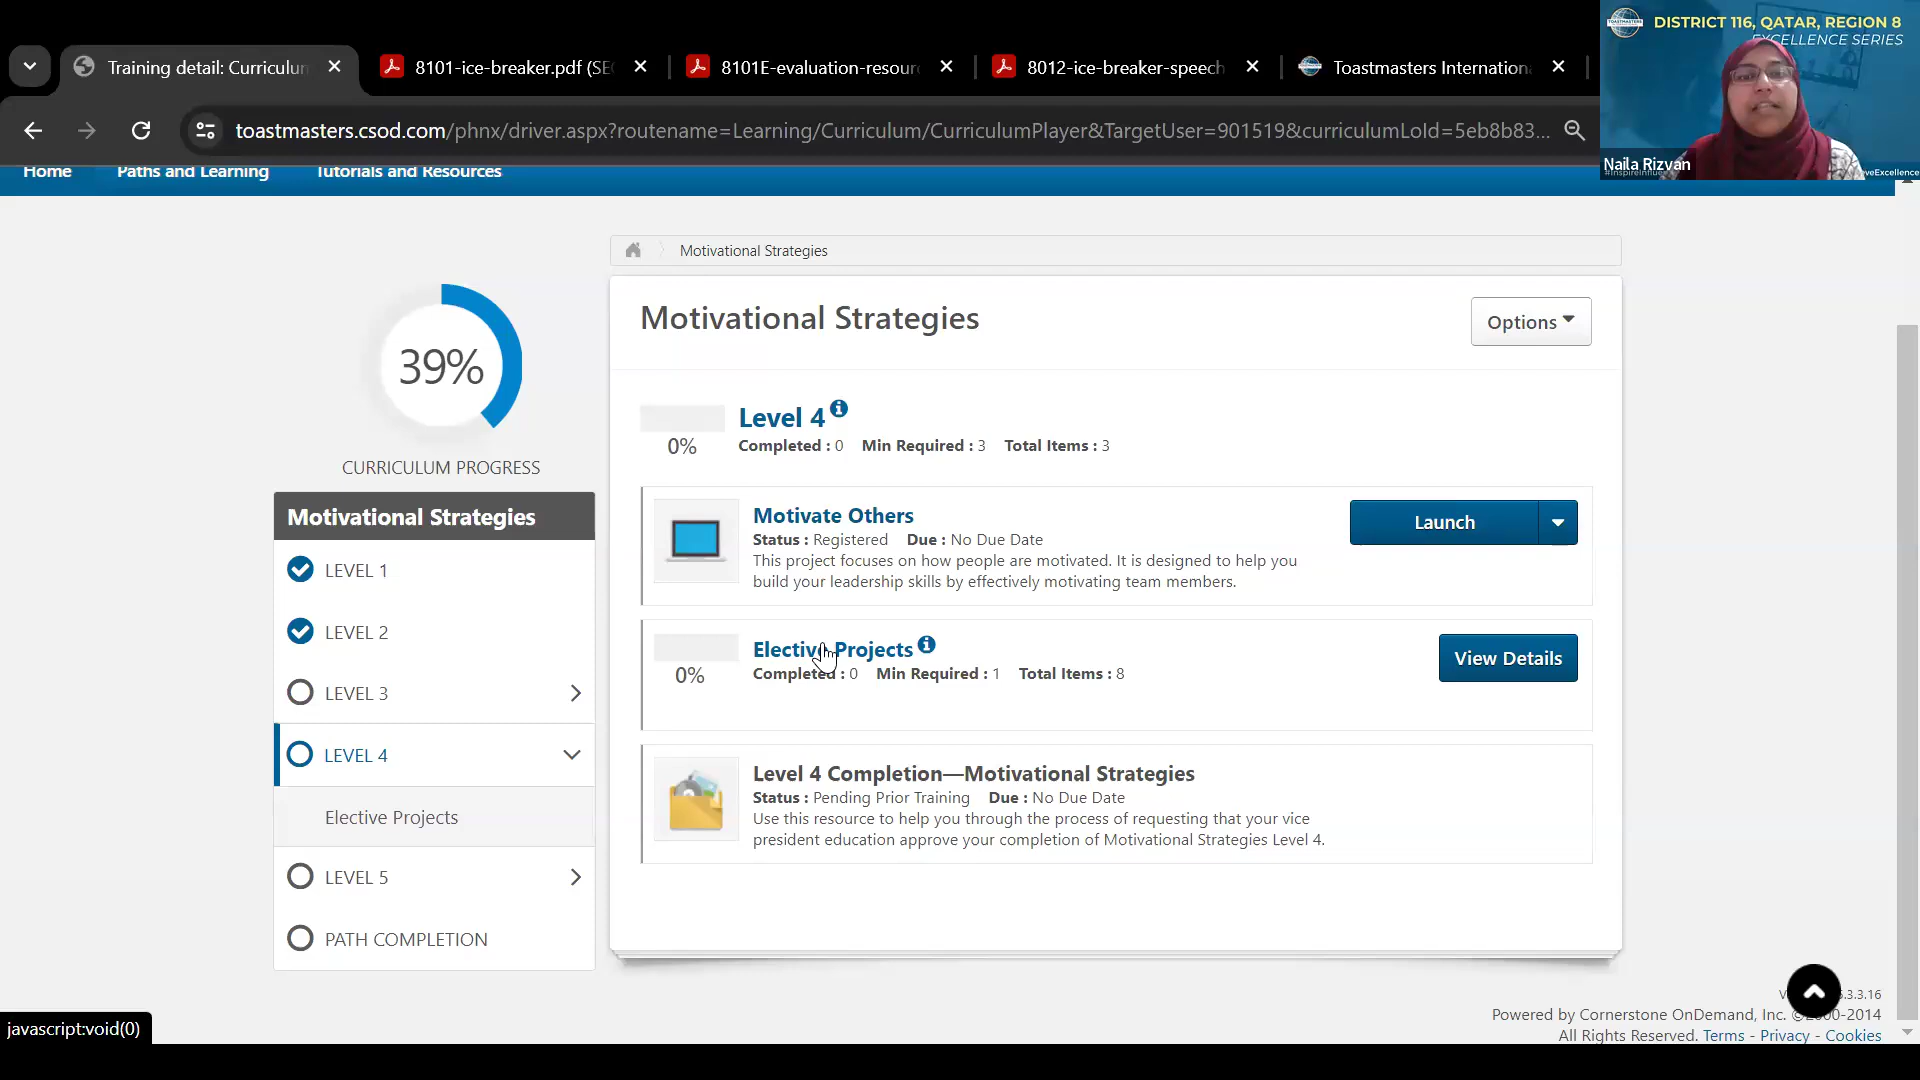 DISTRICT 116, QATAR, REGION 8
EXCELLENCE SERIES
Training detail: Curriculum
8101-ice-breaker.pdf (SE
8101E-evaluation-resour
8012-ice-breaker-speech
Toastmasters Internation
toastmasters.csod.com/phnx/driver.aspx?routename=Learning/Curriculum/CurriculumPlayer&TargetUser=901519&curriculumLoId=5eb8b83...
Naila Rizvan
Home
Paths and Learning
Tutorials and Resources
Motivational Strategies
Motivational Strategies
Options
39%
CURRICULUM PROGRESS
Level 4
0%
Completed : 0 Min Required : 3 Total Items : 3
Motivational Strategies
LEVEL 1
LEVEL 2
LEVEL 3
LEVEL 4
Elective Projects
LEVEL 5
PATH COMPLETION
Motivate Others
Status : Registered Due : No Due Date
This project focuses on how people are motivated. It is designed to help you
build your leadership skills by effectively motivating team members.
Launch
Elective Projects
0%
Completed : 0 Min Required : 1 Total Items : 8
View Details
Level 4 Completion—Motivational Strategies
Status : Pending Prior Training Due : No Due Date
Use this resource to help you through the process of requesting that your vice
president education approve your completion of Motivational Strategies Level 4.
Powered by Cornerstone OnDemand, Inc. ©2000-2014
All Rights Reserved. Terms - Privacy - Cookies
javascript:void(0)